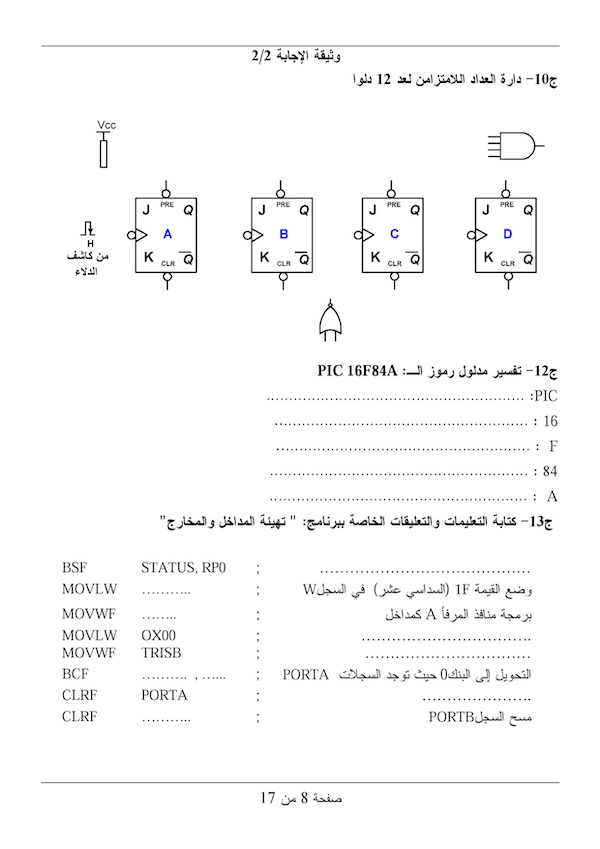 وثيقة الإجابة 2/2
ج10- دارة العداد اللامتزامن لعد 12 دلوا
Vcc
PRE PRE PRE PRE
J Q J Q J Q J Q
A B C D
K CLR Q K CLR Q K CLR Q K CLR Q
H
من كاشف
الدلاء
ج12- تفسير مدلول رموز الـــ: PIC 16F84A
PIC: ....................................................
16 : ....................................................
F : ....................................................
84 : ....................................................
A : ....................................................
ج13- كتابة التعليمات والتعليقات الخاصة ببرنامج: " تهيئة المداخل والمخارج"
BSF STATUS, RP0 ; ..........................................
MOVLW ……….. ; وضع القيمة 1F (السداسي عشر) في السجلW
MOVWF …….. ; برمجة منافذ المرفأ A كمداخل
MOVLW OX00 ; ..................................
MOVWF TRISB ; .................................
BCF ……….. , …... ; التحويل إلى البنك0 حيث توجد السجلات PORTA
CLRF PORTA ; ......................
CLRF ……….. ; مسح السجلPORTB
صفحة 8 من 17